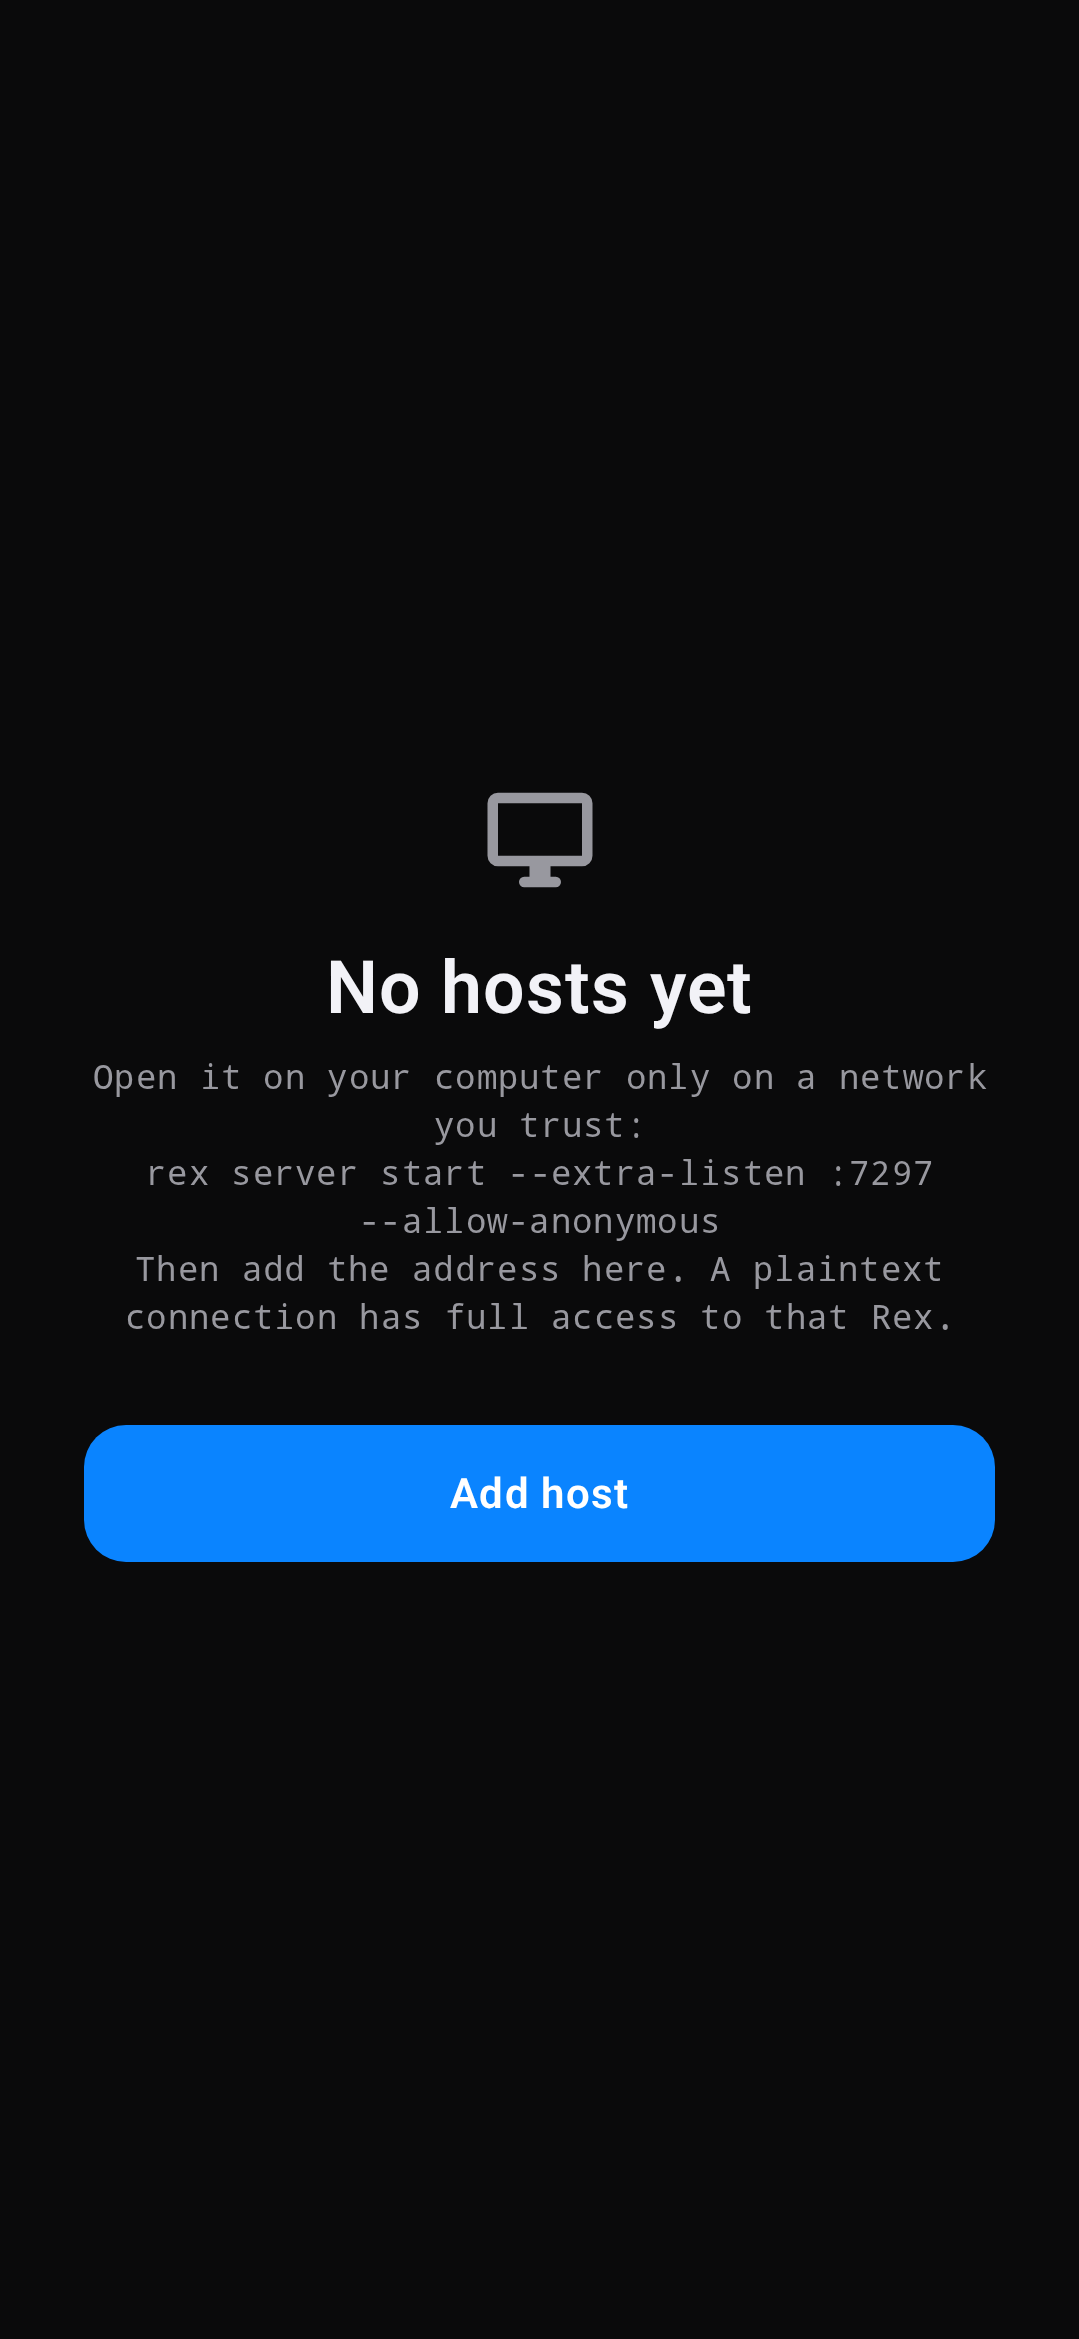 No hosts yet
Open it on your computer only on a network
you trust:
rex server start --extra-listen :7297
--allow-anonymous
Then add the address here. A plaintext
connection has full access to that Rex.
Add host